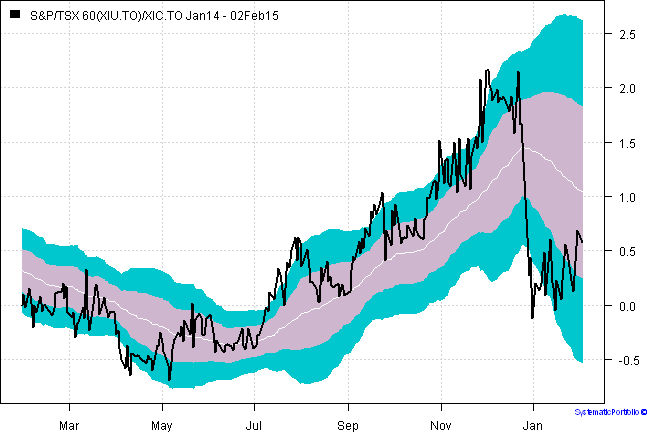 S&P/TSX 60(XIU.TO)/XIC.TO Jan14 - 02Feb15
2.5
2.0
1.5
1.0
0.5
0.0
-0.5
Mar May Jul Sep Nov Jan
SystematicPortfolio ©